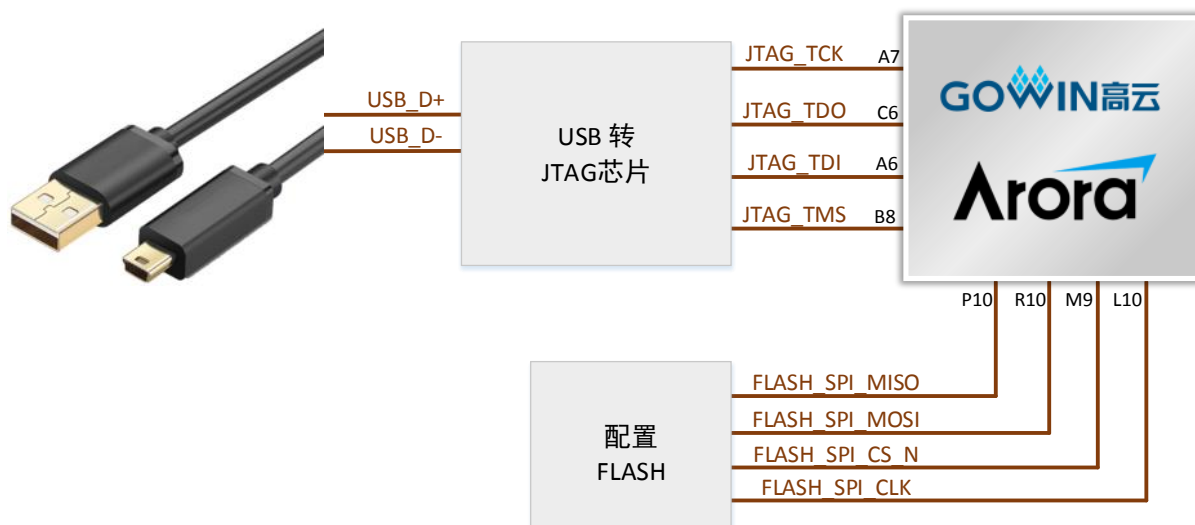 USB_D+
USB_D-
USB 转
JTAG芯片
JTAG_TCK A7
JTAG_TDO C6
JTAG_TDI A6
JTAG_TMS B8
GOWIN高云
Arora
P10 R10 M9 L10
配置
FLASH
FLASH_SPI_MISO
FLASH_SPI_MOSI
FLASH_SPI_CS_N
FLASH_SPI_CLK